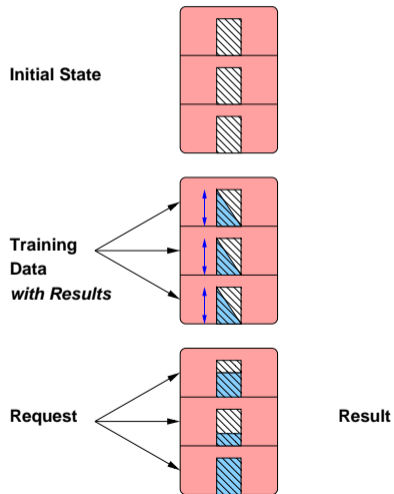 Initial State
Training
Data
with Results
Request
Result